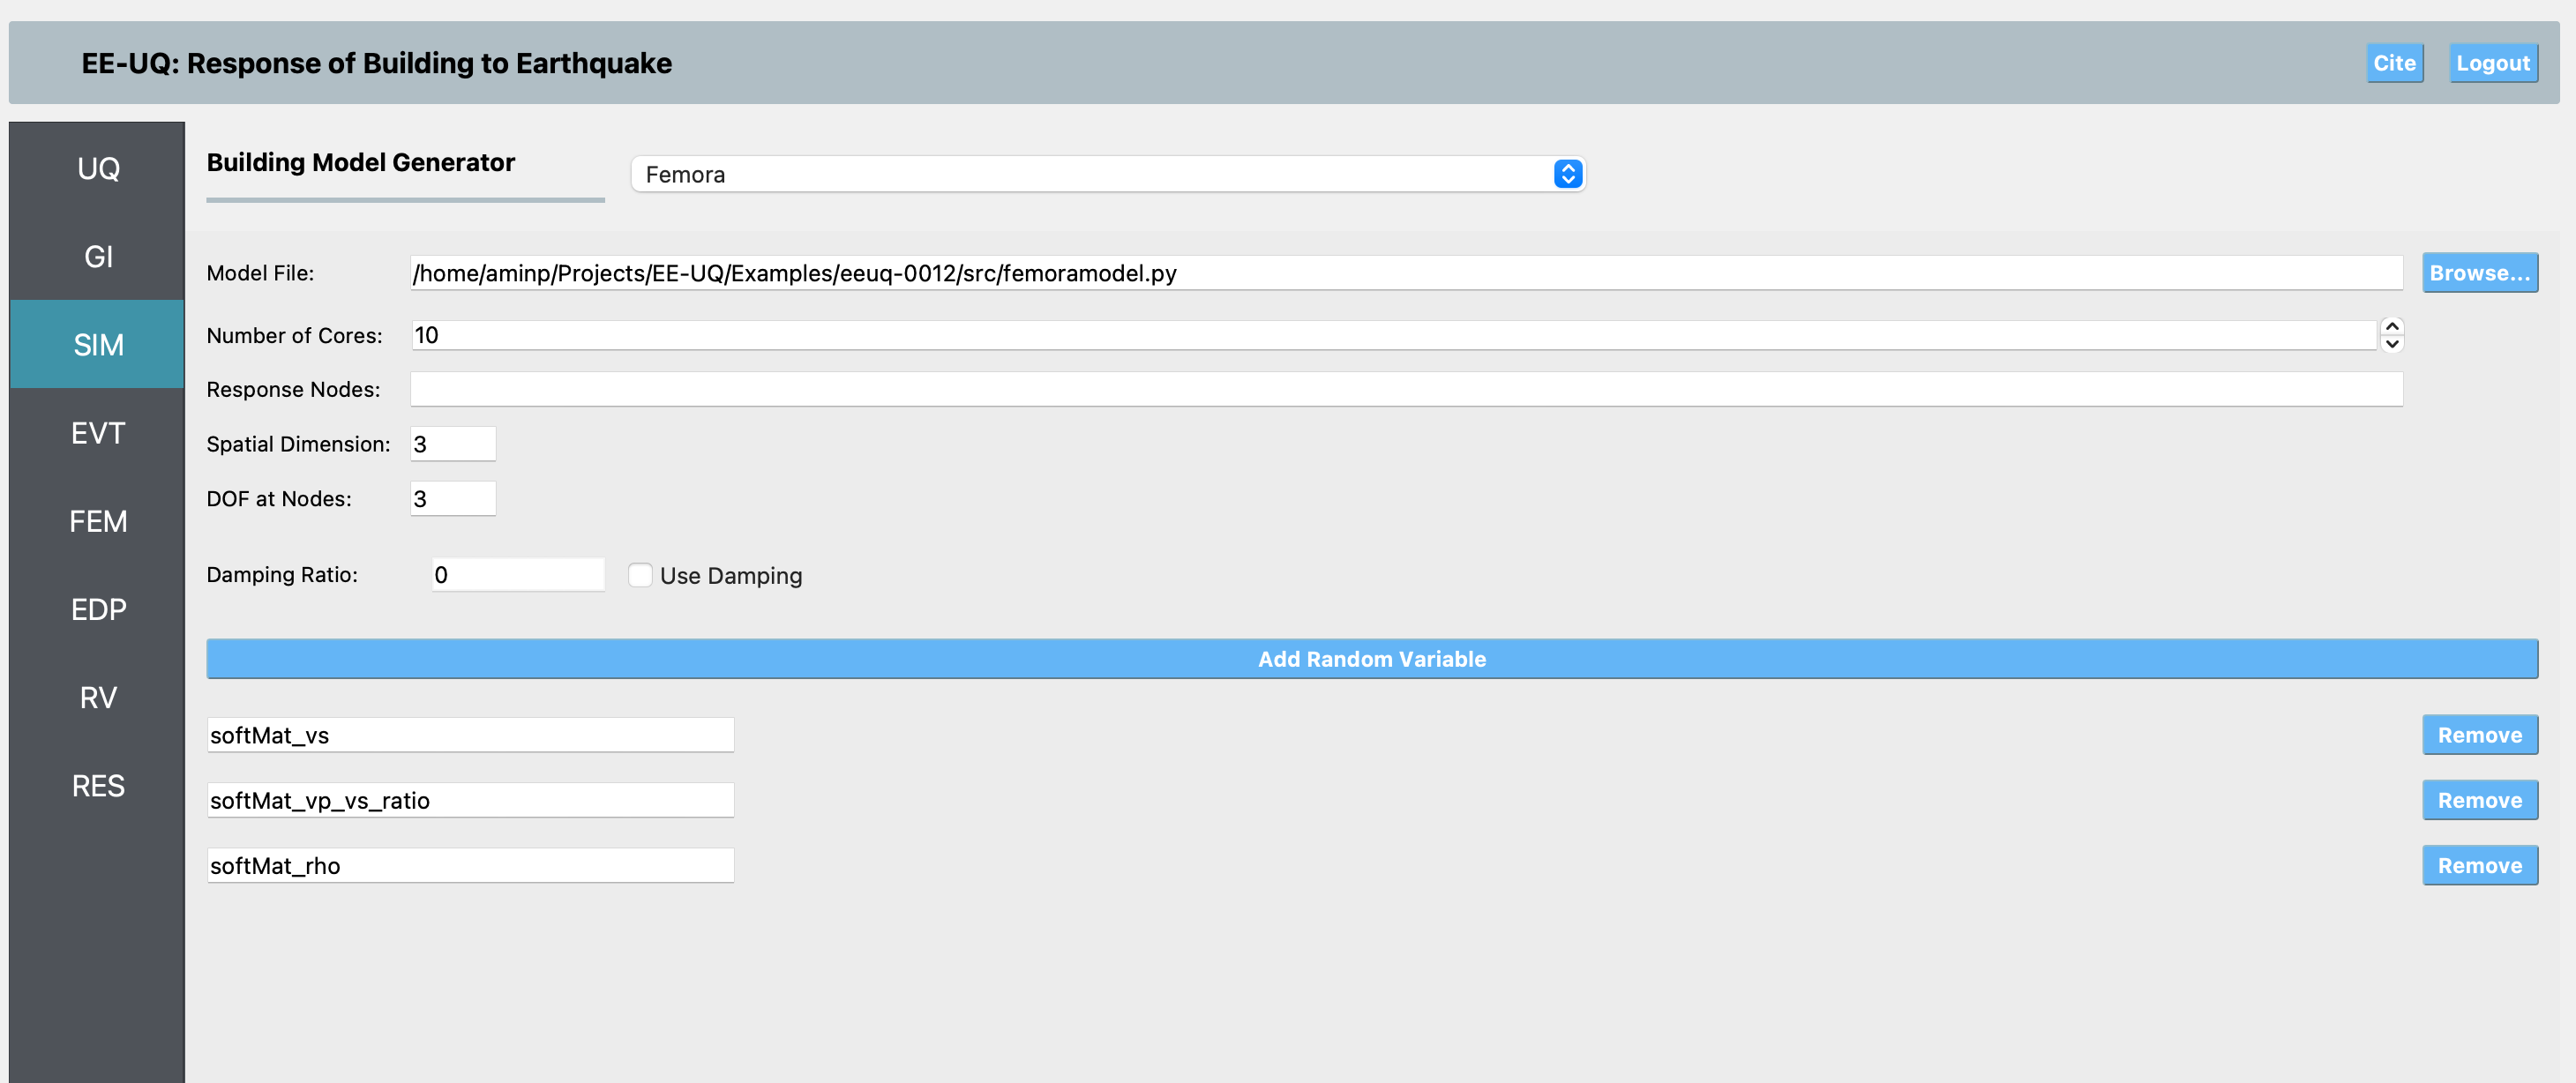 EE-UQ: Response of Building to Earthquake
Cite
Logout
UQ
GI
SIM
EVT
FEM
EDP
RV
RES
Building Model Generator
Femora
Model File:
/home/aminp/Projects/EE-UQ/Examples/eeuq-0012/src/femoramodel.py
Browse...
Number of Cores:
10
Response Nodes:
Spatial Dimension:
3
DOF at Nodes:
3
Damping Ratio:
0
Use Damping
Add Random Variable
softMat_vs
Remove
softMat_vp_vs_ratio
Remove
softMat_rho
Remove